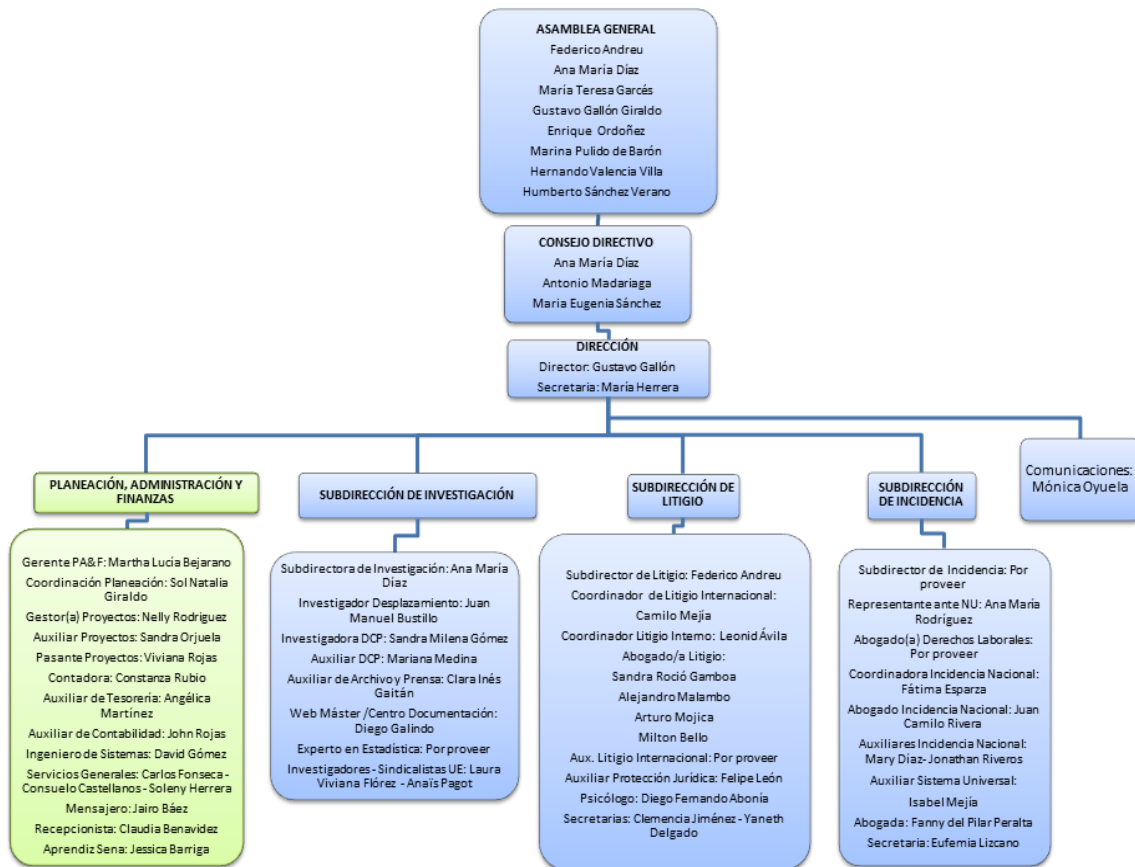 ASAMBLEA GENERAL
Federico Andreu
Ana María Díaz
María Teresa Garcés
Gustavo Gallón Giraldo
Enrique Ordoñez
Marina Pulido de Barón
Hernando Valencia Villa
Humberto Sánchez Verano
CONSEJO DIRECTIVO
Ana María Díaz
Antonio Madariaga
Maria Eugenia Sánchez
DIRECCIÓN
Director: Gustavo Gallón
Secretaria: María Herrera
Comunicaciones:
Mónica Oyuela
PLANEACIÓN, ADMINISTRACIÓN Y
FINANZAS
Gerente PA&F: Martha Lucía Bejarano
Coordinación Planeación: Sol Natalia
Giraldo
Gestor(a) Proyectos: Nelly Rodriguez
Auxiliar Proyectos: Sandra Orjuela
Pasante Proyectos: Viviana Rojas
Contadora: Constanza Rubio
Auxiliar de Tesorería: Angélica
Martínez
Auxiliar de Contabilidad: John Rojas
Ingeniero de Sistemas: David Gómez
Servicios Generales: Carlos Fonseca -
Consuelo Castellanos - Soleny Herrera
Mensajero: Jairo Báez
Recepcionista: Claudia Benavidez
Aprendiz Sena: Jessica Barriga
SUBDIRECCIÓN DE INVESTIGACIÓN
Subdirectora de Investigación: Ana María
Díaz
Investigador Desplazamiento: Juan
Manuel Bustillo
Investigadora DCP: Sandra Milena Gómez
Auxiliar DCP: Mariana Medina
Auxiliar de Archivo y Prensa: Clara Inés
Gaitán
Web Máster /Centro Documentación:
Diego Galindo
Experto en Estadística: Por proveer
Investigadores - Sindicalistas UE: Laura
Viviana Flórez - Anaïs Pagot
SUBDIRECCIÓN DE
LITIGIO
Subdirector de Litigio: Federico Andreu
Coordinador de Litigio Internacional:
Camilo Mejía
Coordinador Litigio Interno: Leonid Ávila
Abogado/a Litigio:
Sandra Roció Gamboa
Alejandro Malambo
Arturo Mojica
Milton Bello
Aux. Litigio Internacional: Por proveer
Auxiliar Protección Jurídica: Felipe León
Psicólogo: Diego Fernando Abonía
Secretarias: Clemencia Jiménez - Yaneth
Delgado
SUBDIRECCIÓN
DE INCIDENCIA
Subdirector de Incidencia: Por
proveer
Representante ante NU: Ana María
Rodríguez
Abogado(a) Derechos Laborales:
Por proveer
Coordinadora Incidencia Nacional:
Fátima Esparza
Abogado Incidencia Nacional: Juan
Camilo Rivera
Auxiliares Incidencia Nacional:
Mary Díaz- Jonathan Riveros
Auxiliar Sistema Universal:
Isabel Mejía
Abogada: Fanny del Pilar Peralta
Secretaria: Eufemia Lizcano